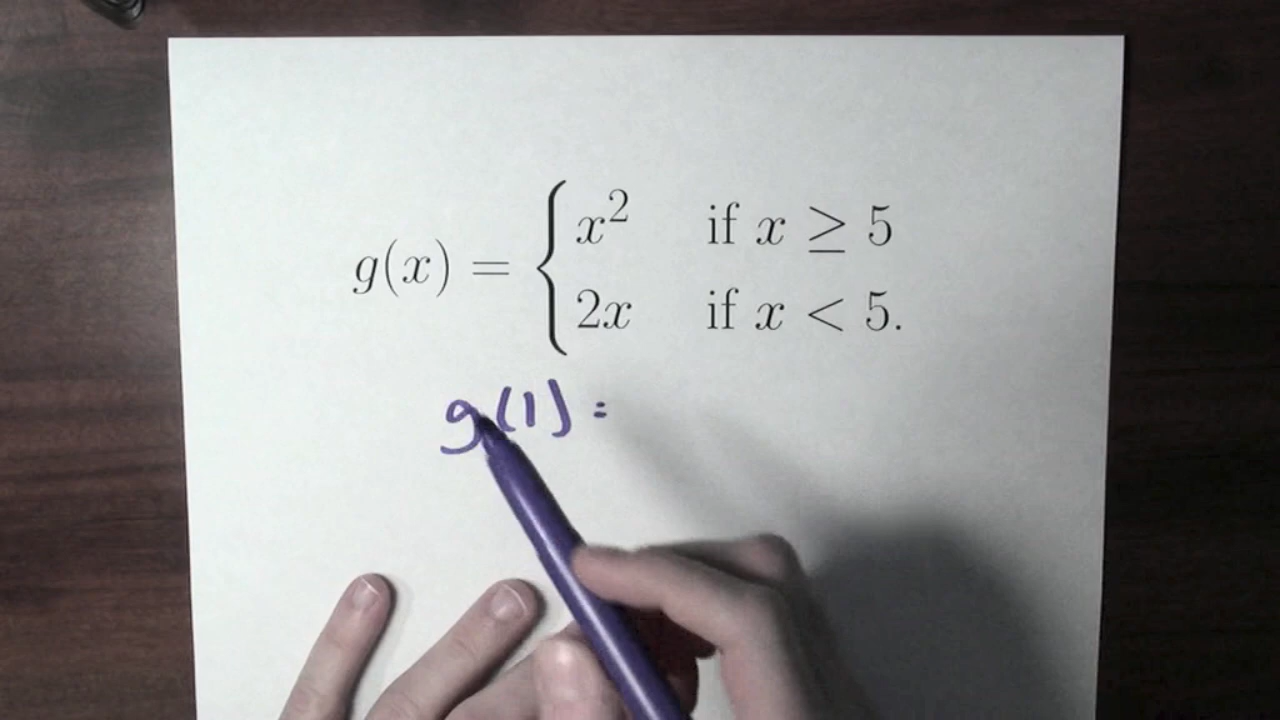 g(x) = { x² if x ≥ 5
2x if x < 5.
g(1) =